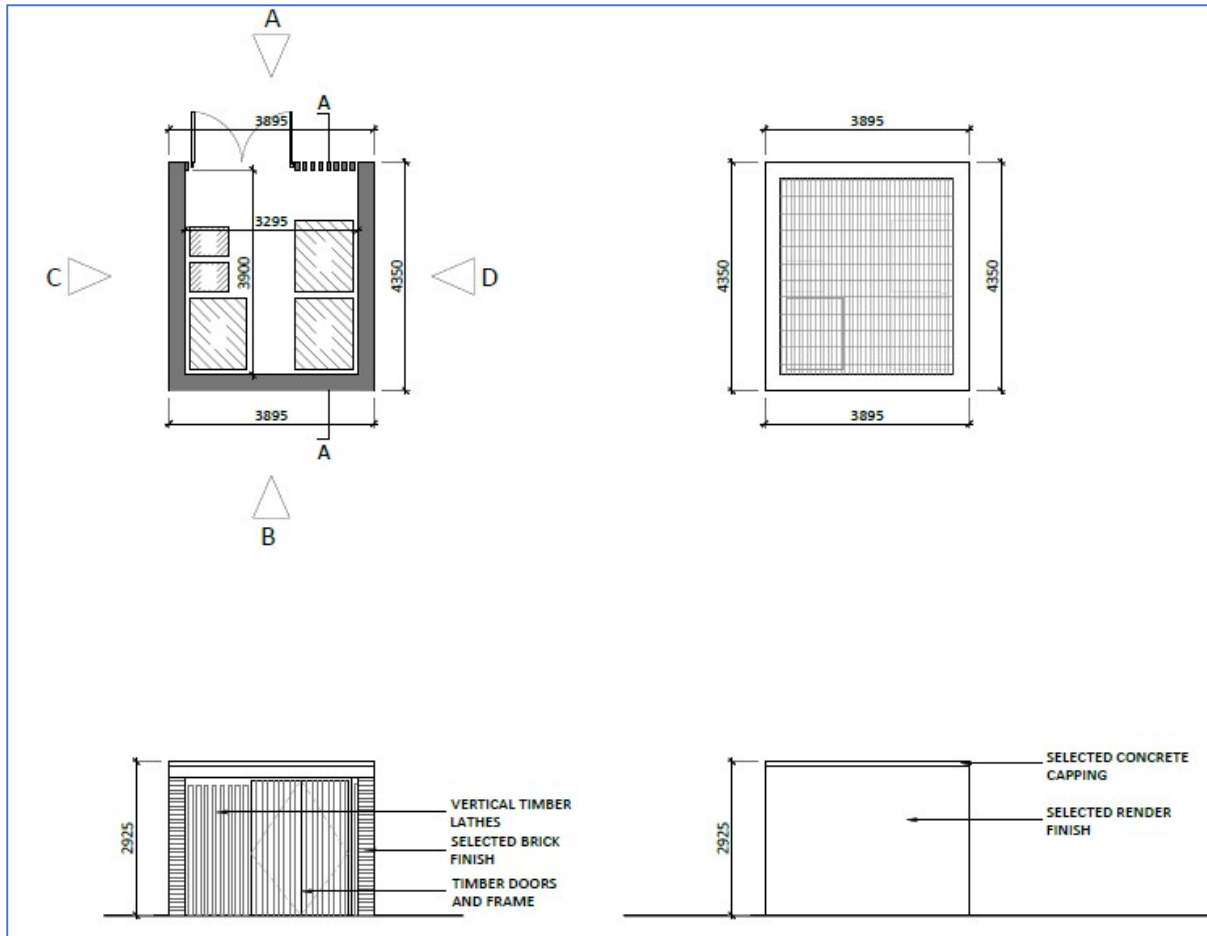 A
A
3895
3295
3900
4350
C
D
3895
A
B
3895
4350
4350
3895
2925
VERTICAL TIMBER
LATHES
SELECTED BRICK
FINISH
TIMBER DOORS
AND FRAME
2925
SELECTED CONCRETE
CAPPING
SELECTED RENDER
FINISH